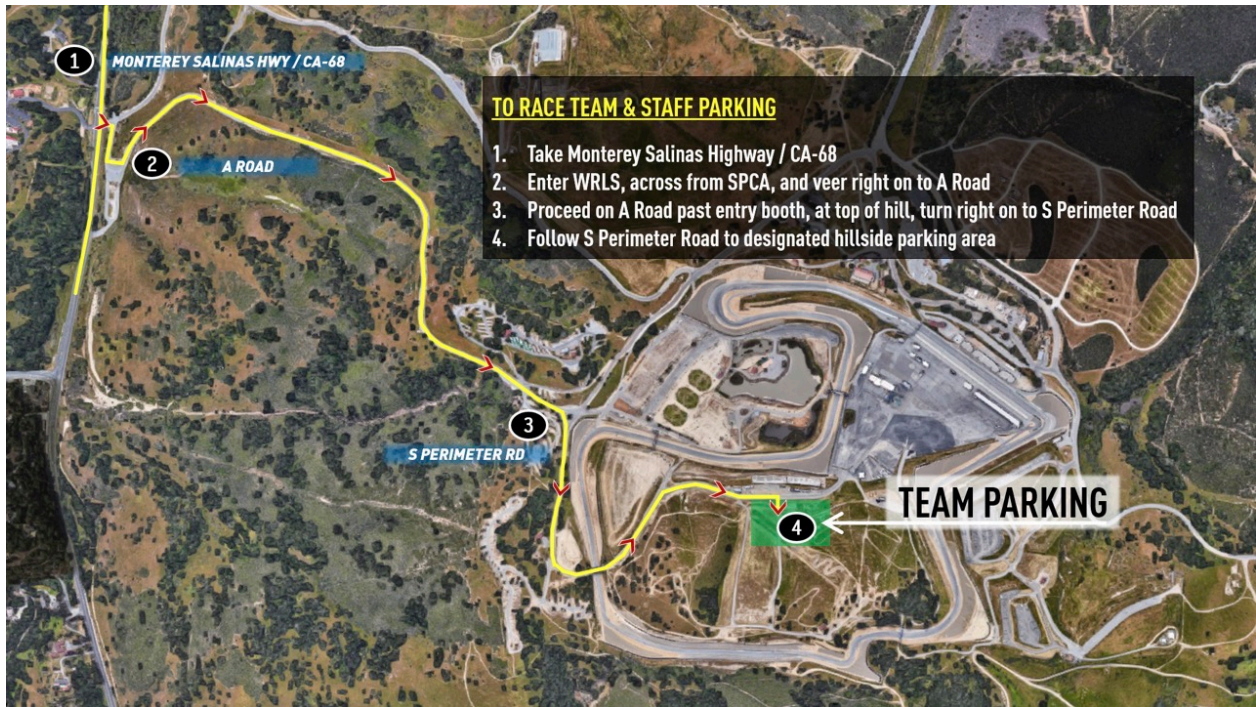 1
MONTEREY SALINAS HWY / CA-68
2
A ROAD
TO RACE TEAM & STAFF PARKING
1. Take Monterey Salinas Highway / CA-68
2. Enter WRLS, across from SPCA, and veer right on to A Road
3. Proceed on A Road past entry booth, at top of hill, turn right on to S Perimeter Road
4. Follow S Perimeter Road to designated hillside parking area
3
S PERIMETER RD
4
TEAM PARKING